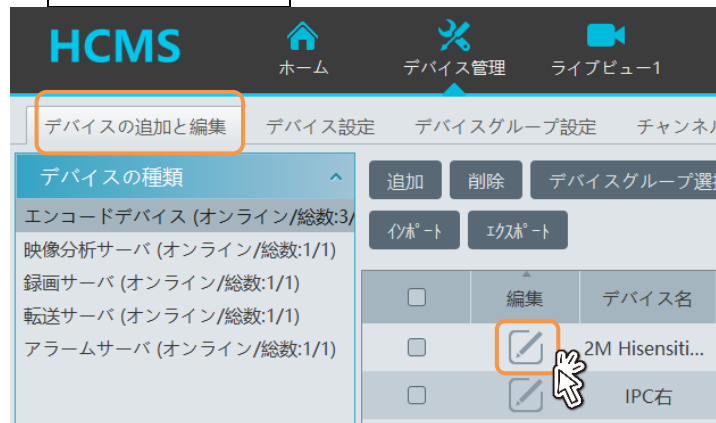 HCMS
ホーム
デバイス管理
ライブビュー1
デバイスの追加と編集
デバイス設定
デバイスグループ設定
チャンネル
デバイスの種類
エンコードデバイス (オンライン/総数:3/
映像分析サーバ (オンライン/総数:1/1)
録画サーバ (オンライン/総数:1/1)
転送サーバ (オンライン/総数:1/1)
アラームサーバ (オンライン/総数:1/1)
追加
削除
デバイスグループ選択
インポート
エクスポート
編集
デバイス名
2M Hisensiti...
IPC右